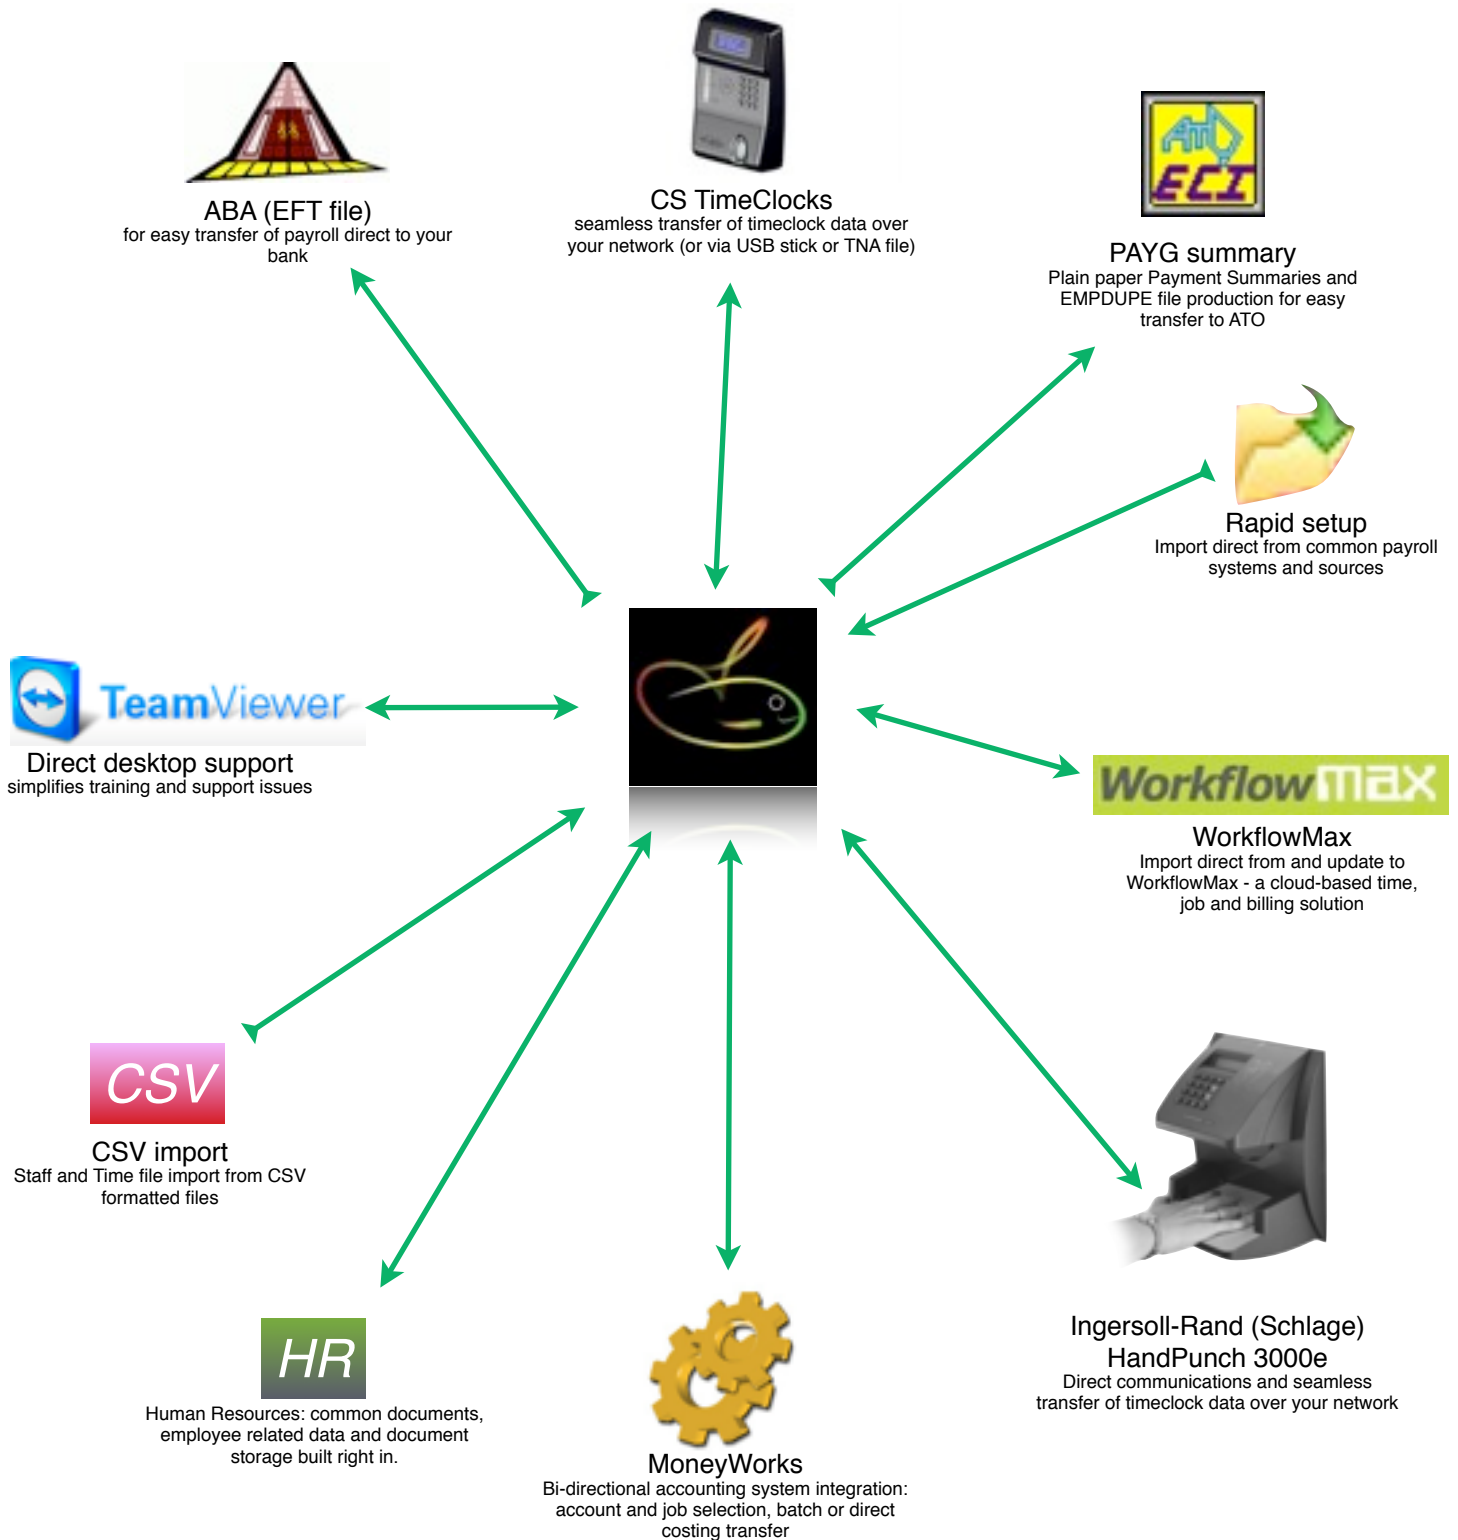 ABA (EFT file)
for easy transfer of payroll direct to your
bank
CS TimeClocks
seamless transfer of timeclock data over
your network (or via USB stick or TNA file)
ATO
ECI
PAYG summary
Plain paper Payment Summaries and
EMPDUPE file production for easy
transfer to ATO
Rapid setup
Import direct from common payroll
systems and sources
TeamViewer
Direct desktop support
simplifies training and support issues
WorkflowMax
WorkflowMax
Import direct from and update to
WorkflowMax - a cloud-based time,
job and billing solution
CSV
CSV import
Staff and Time file import from CSV
formatted files
HR
Human Resources: common documents,
employee related data and document
storage built right in.
MoneyWorks
Bi-directional accounting system integration:
account and job selection, batch or direct
costing transfer
Ingersoll-Rand (Schlage)
HandPunch 3000e
Direct communications and seamless
transfer of timeclock data over your network